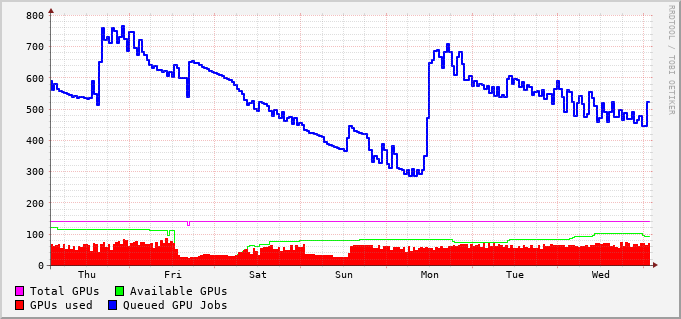 800
700
600
500
400
300
200
100
0
Thu Fri Sat Sun Mon Tue Wed
Total GPUs Available GPUs
GPUs used Queued GPU Jobs
RRDTOOL / TOBI OETIKER